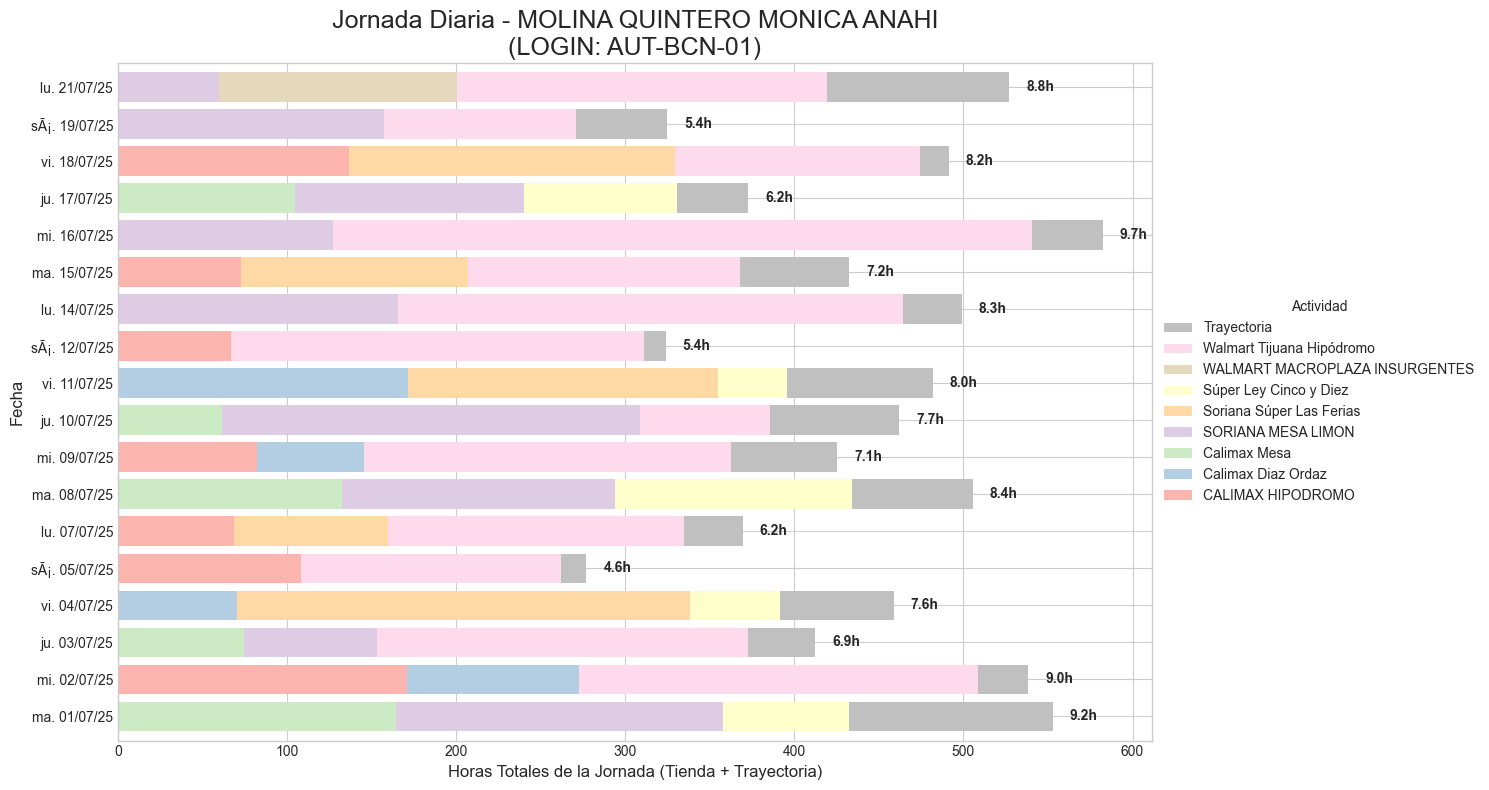 Jornada Diaria - MOLINA QUINTERO MONICA ANAHI
(LOGIN: AUT-BCN-01)
lu. 21/07/25 8.8h
sÃ¡. 19/07/25 5.4h
vi. 18/07/25 8.2h
ju. 17/07/25 6.2h
mi. 16/07/25 9.7h
ma. 15/07/25 7.2h
lu. 14/07/25 8.3h
sÃ¡. 12/07/25 5.4h
vi. 11/07/25 8.0h
ju. 10/07/25 7.7h
mi. 09/07/25 7.1h
ma. 08/07/25 8.4h
lu. 07/07/25 6.2h
sÃ¡. 05/07/25 4.6h
vi. 04/07/25 7.6h
ju. 03/07/25 6.9h
mi. 02/07/25 9.0h
ma. 01/07/25 9.2h
Fecha
0 100 200 300 400 500 600
Horas Totales de la Jornada (Tienda + Trayectoria)
Actividad
Trayectoria
Walmart Tijuana Hipódromo
WALMART MACROPLAZA INSURGENTES
Súper Ley Cinco y Diez
Soriana Súper Las Ferias
SORIANA MESA LIMON
Calimax Mesa
Calimax Diaz Ordaz
CALIMAX HIPODROMO